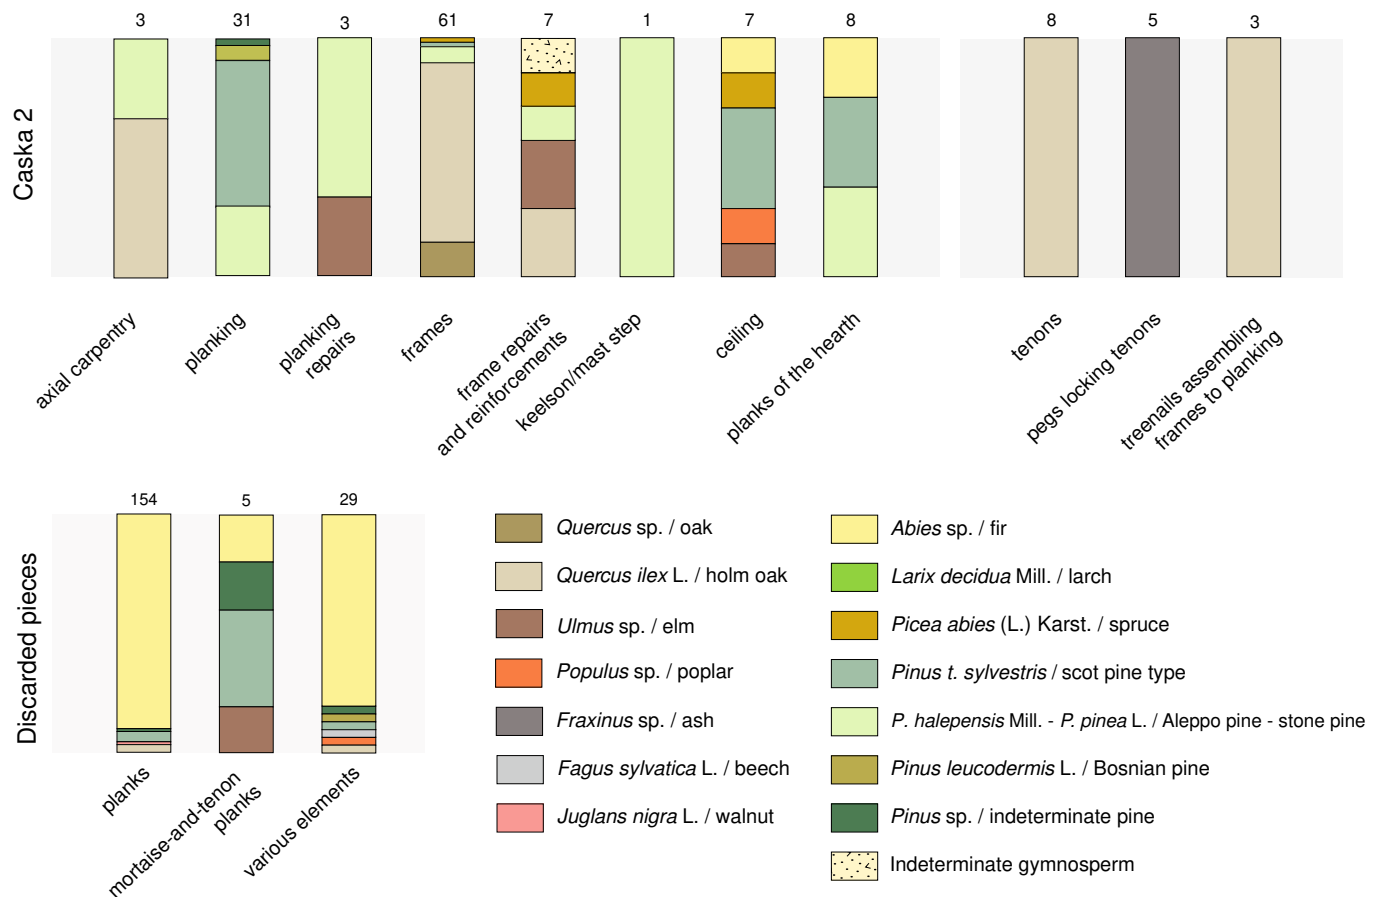 3
31
3
61
7
1
7
8
8
5
3
Caska 2
axial carpentry
planking
planking
repairs
frames
frame repairs
and reinforcements
keelson/mast step
ceiling
planks of the hearth
tenons
pegs locking tenons
treenails assembling
frames to planking
154
5
29
Discarded pieces
planks
mortaise-and-tenon
planks
various elements
Quercus sp. / oak
Quercus ilex L. / holm oak
Ulmus sp. / elm
Populus sp. / poplar
Fraxinus sp. / ash
Fagus sylvatica L. / beech
Juglans nigra L. / walnut
Abies sp. / fir
Larix decidua Mill. / larch
Picea abies (L.) Karst. / spruce
Pinus t. sylvestris / scot pine type
P. halepensis Mill. - P. pinea L. / Aleppo pine - stone pine
Pinus leucodermis L. / Bosnian pine
Pinus sp. / indeterminate pine
Indeterminate gymnosperm